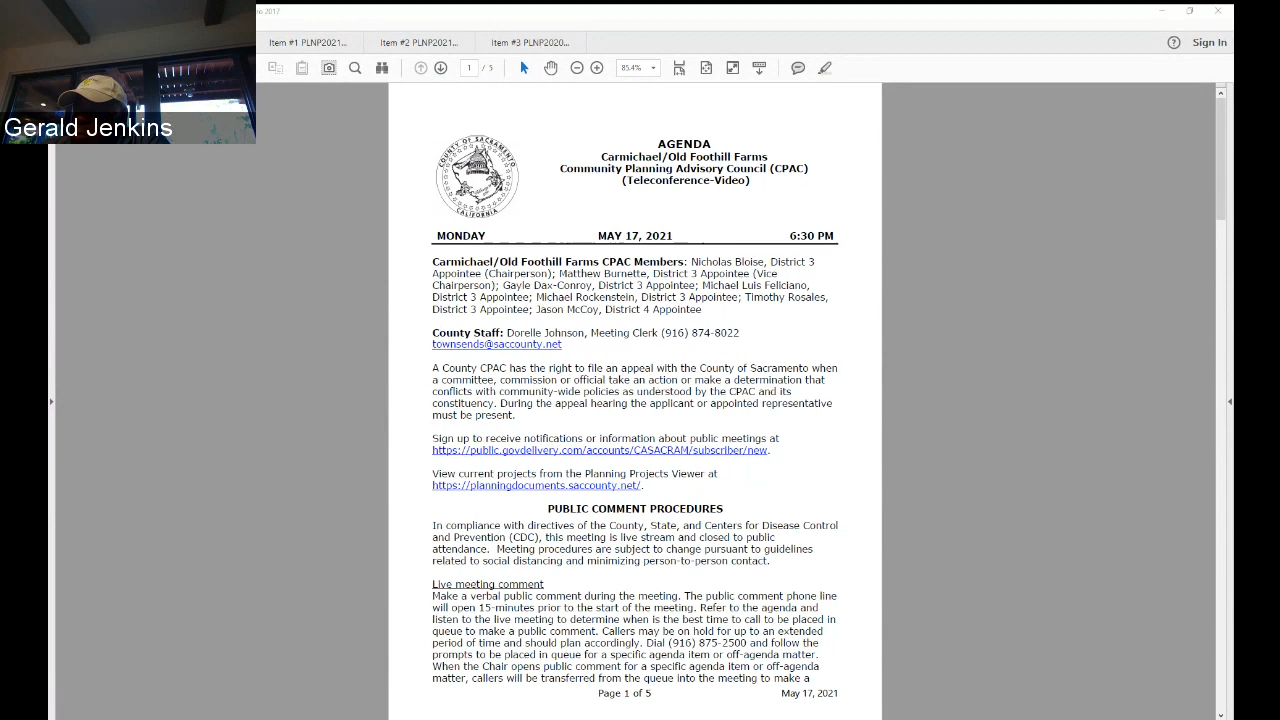 ro 2017
Item #1 PLNP2021...
Item #2 PLNP2021...
Item #3 PLNP2020...
Sign In
1 / 5
85.4%
Gerald Jenkins
COUNTY OF SACRAMENTO
CALIFORNIA
AGENDA
Carmichael/Old Foothill Farms
Community Planning Advisory Council (CPAC)
(Teleconference-Video)
MONDAY MAY 17, 2021 6:30 PM
Carmichael/Old Foothill Farms CPAC Members: Nicholas Bloise, District 3
Appointee (Chairperson); Matthew Burnette, District 3 Appointee (Vice
Chairperson); Gayle Dax-Conroy, District 3 Appointee; Michael Luis Feliciano,
District 3 Appointee; Michael Rockenstein, District 3 Appointee; Timothy Rosales,
District 3 Appointee; Jason McCoy, District 4 Appointee
County Staff: Dorelle Johnson, Meeting Clerk (916) 874-8022
townsends@saccounty.net
A County CPAC has the right to file an appeal with the County of Sacramento when
a committee, commission or official take an action or make a determination that
conflicts with community-wide policies as understood by the CPAC and its
constituency. During the appeal hearing the applicant or appointed representative
must be present.
Sign up to receive notifications or information about public meetings at
https://public.govdelivery.com/accounts/CASACRAM/subscriber/new.
View current projects from the Planning Projects Viewer at
https://planningdocuments.saccounty.net/.
PUBLIC COMMENT PROCEDURES
In compliance with directives of the County, State, and Centers for Disease Control
and Prevention (CDC), this meeting is live stream and closed to public
attendance. Meeting procedures are subject to change pursuant to guidelines
related to social distancing and minimizing person-to-person contact.
Live meeting comment
Make a verbal public comment during the meeting. The public comment phone line
will open 15-minutes prior to the start of the meeting. Refer to the agenda and
listen to the live meeting to determine when is the best time to call to be placed in
queue to make a public comment. Callers may be on hold for up to an extended
period of time and should plan accordingly. Dial (916) 875-2500 and follow the
prompts to be placed in queue for a specific agenda item or off-agenda matter.
When the Chair opens public comment for a specific agenda item or off-agenda
matter, callers will be transferred from the queue into the meeting to make a
Page 1 of 5 May 17, 2021